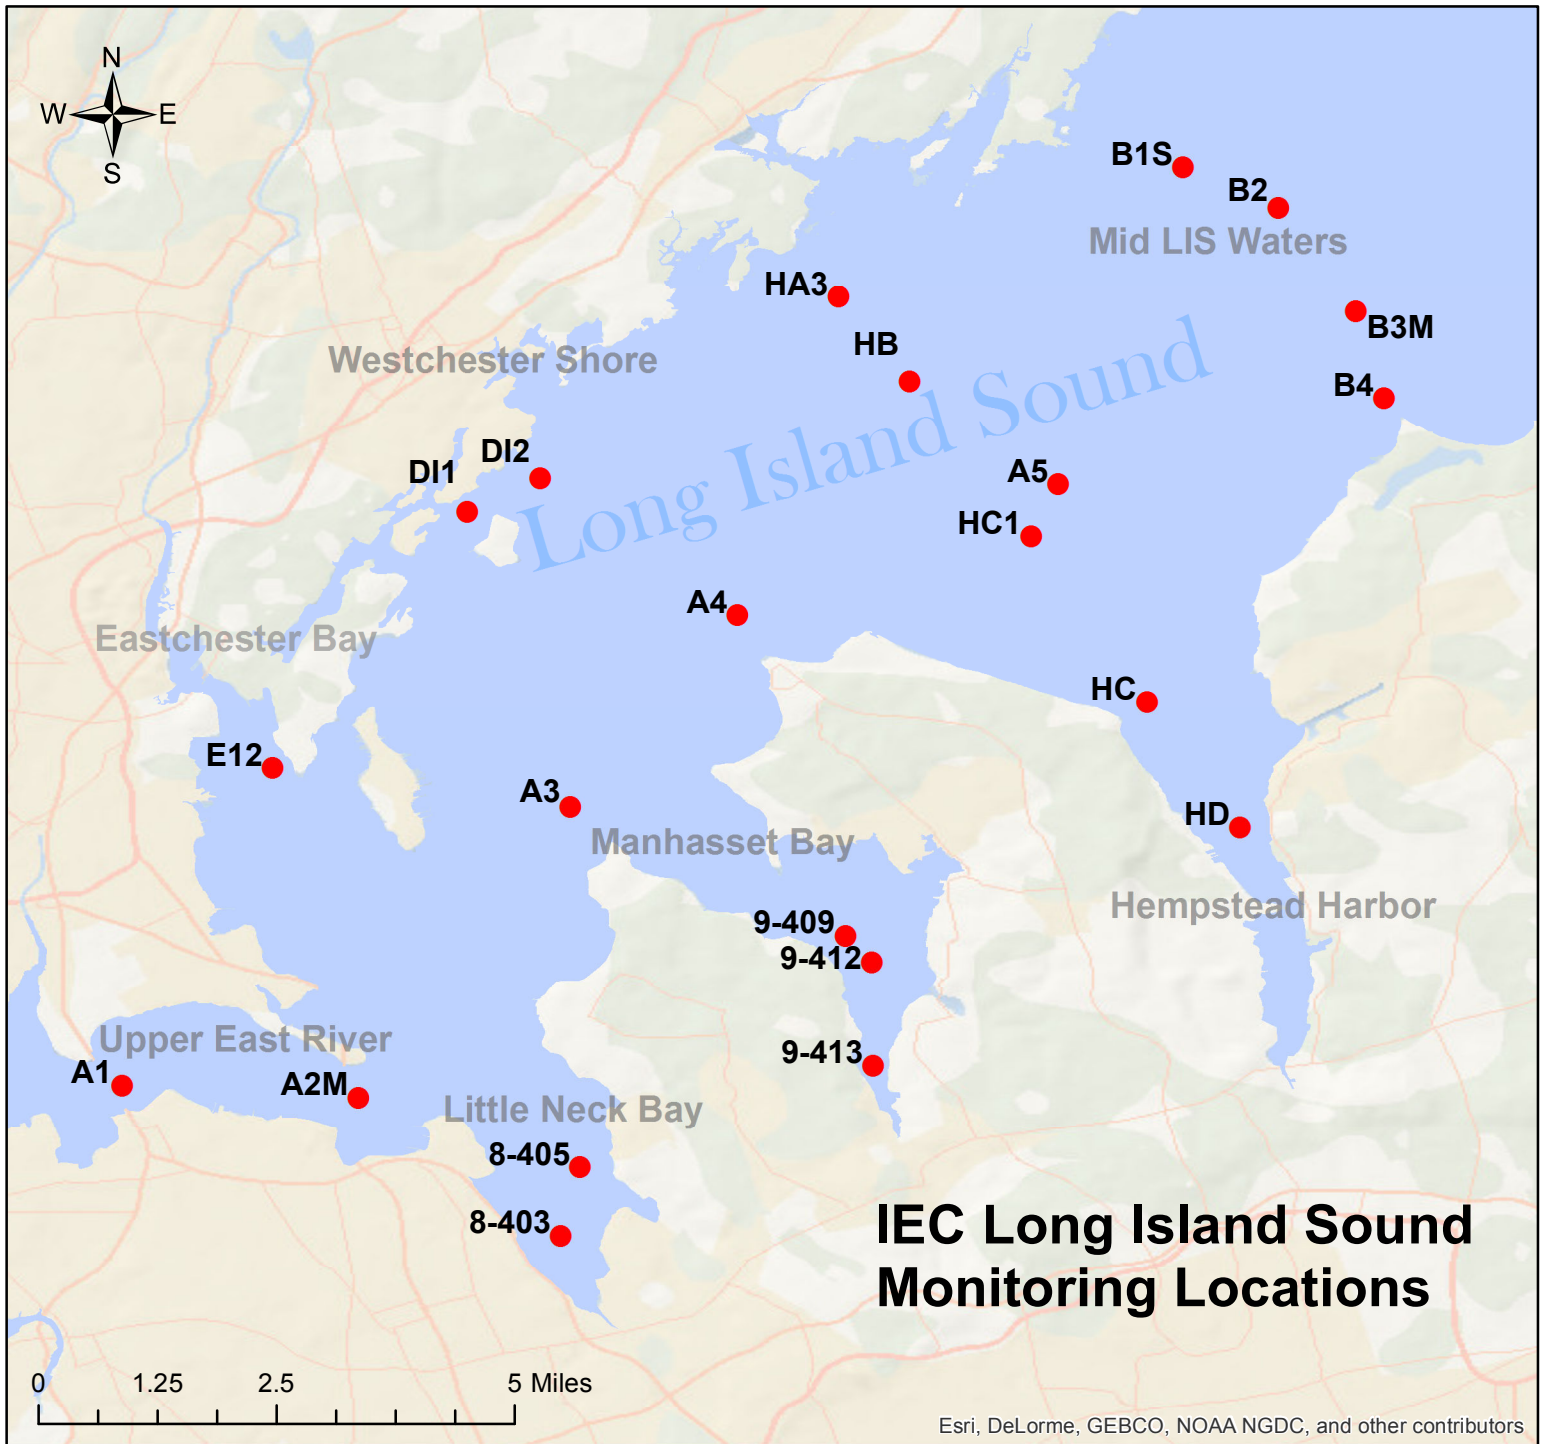 N
W E
S
B1S
B2
Mid LIS Waters
HA3
B3M
HB
Westchester Shore
B4
Long Island Sound
DI2
DI1
A5
HC1
A4
Eastchester Bay
HC
E12
A3
HD
Manhasset Bay
Hempstead Harbor
9-409
9-412
Upper East River
9-413
A1
A2M
Little Neck Bay
8-405
8-403
IEC Long Island Sound
Monitoring Locations
0 1.25 2.5 5 Miles
Esri, DeLorme, GEBCO, NOAA NGDC, and other contributors